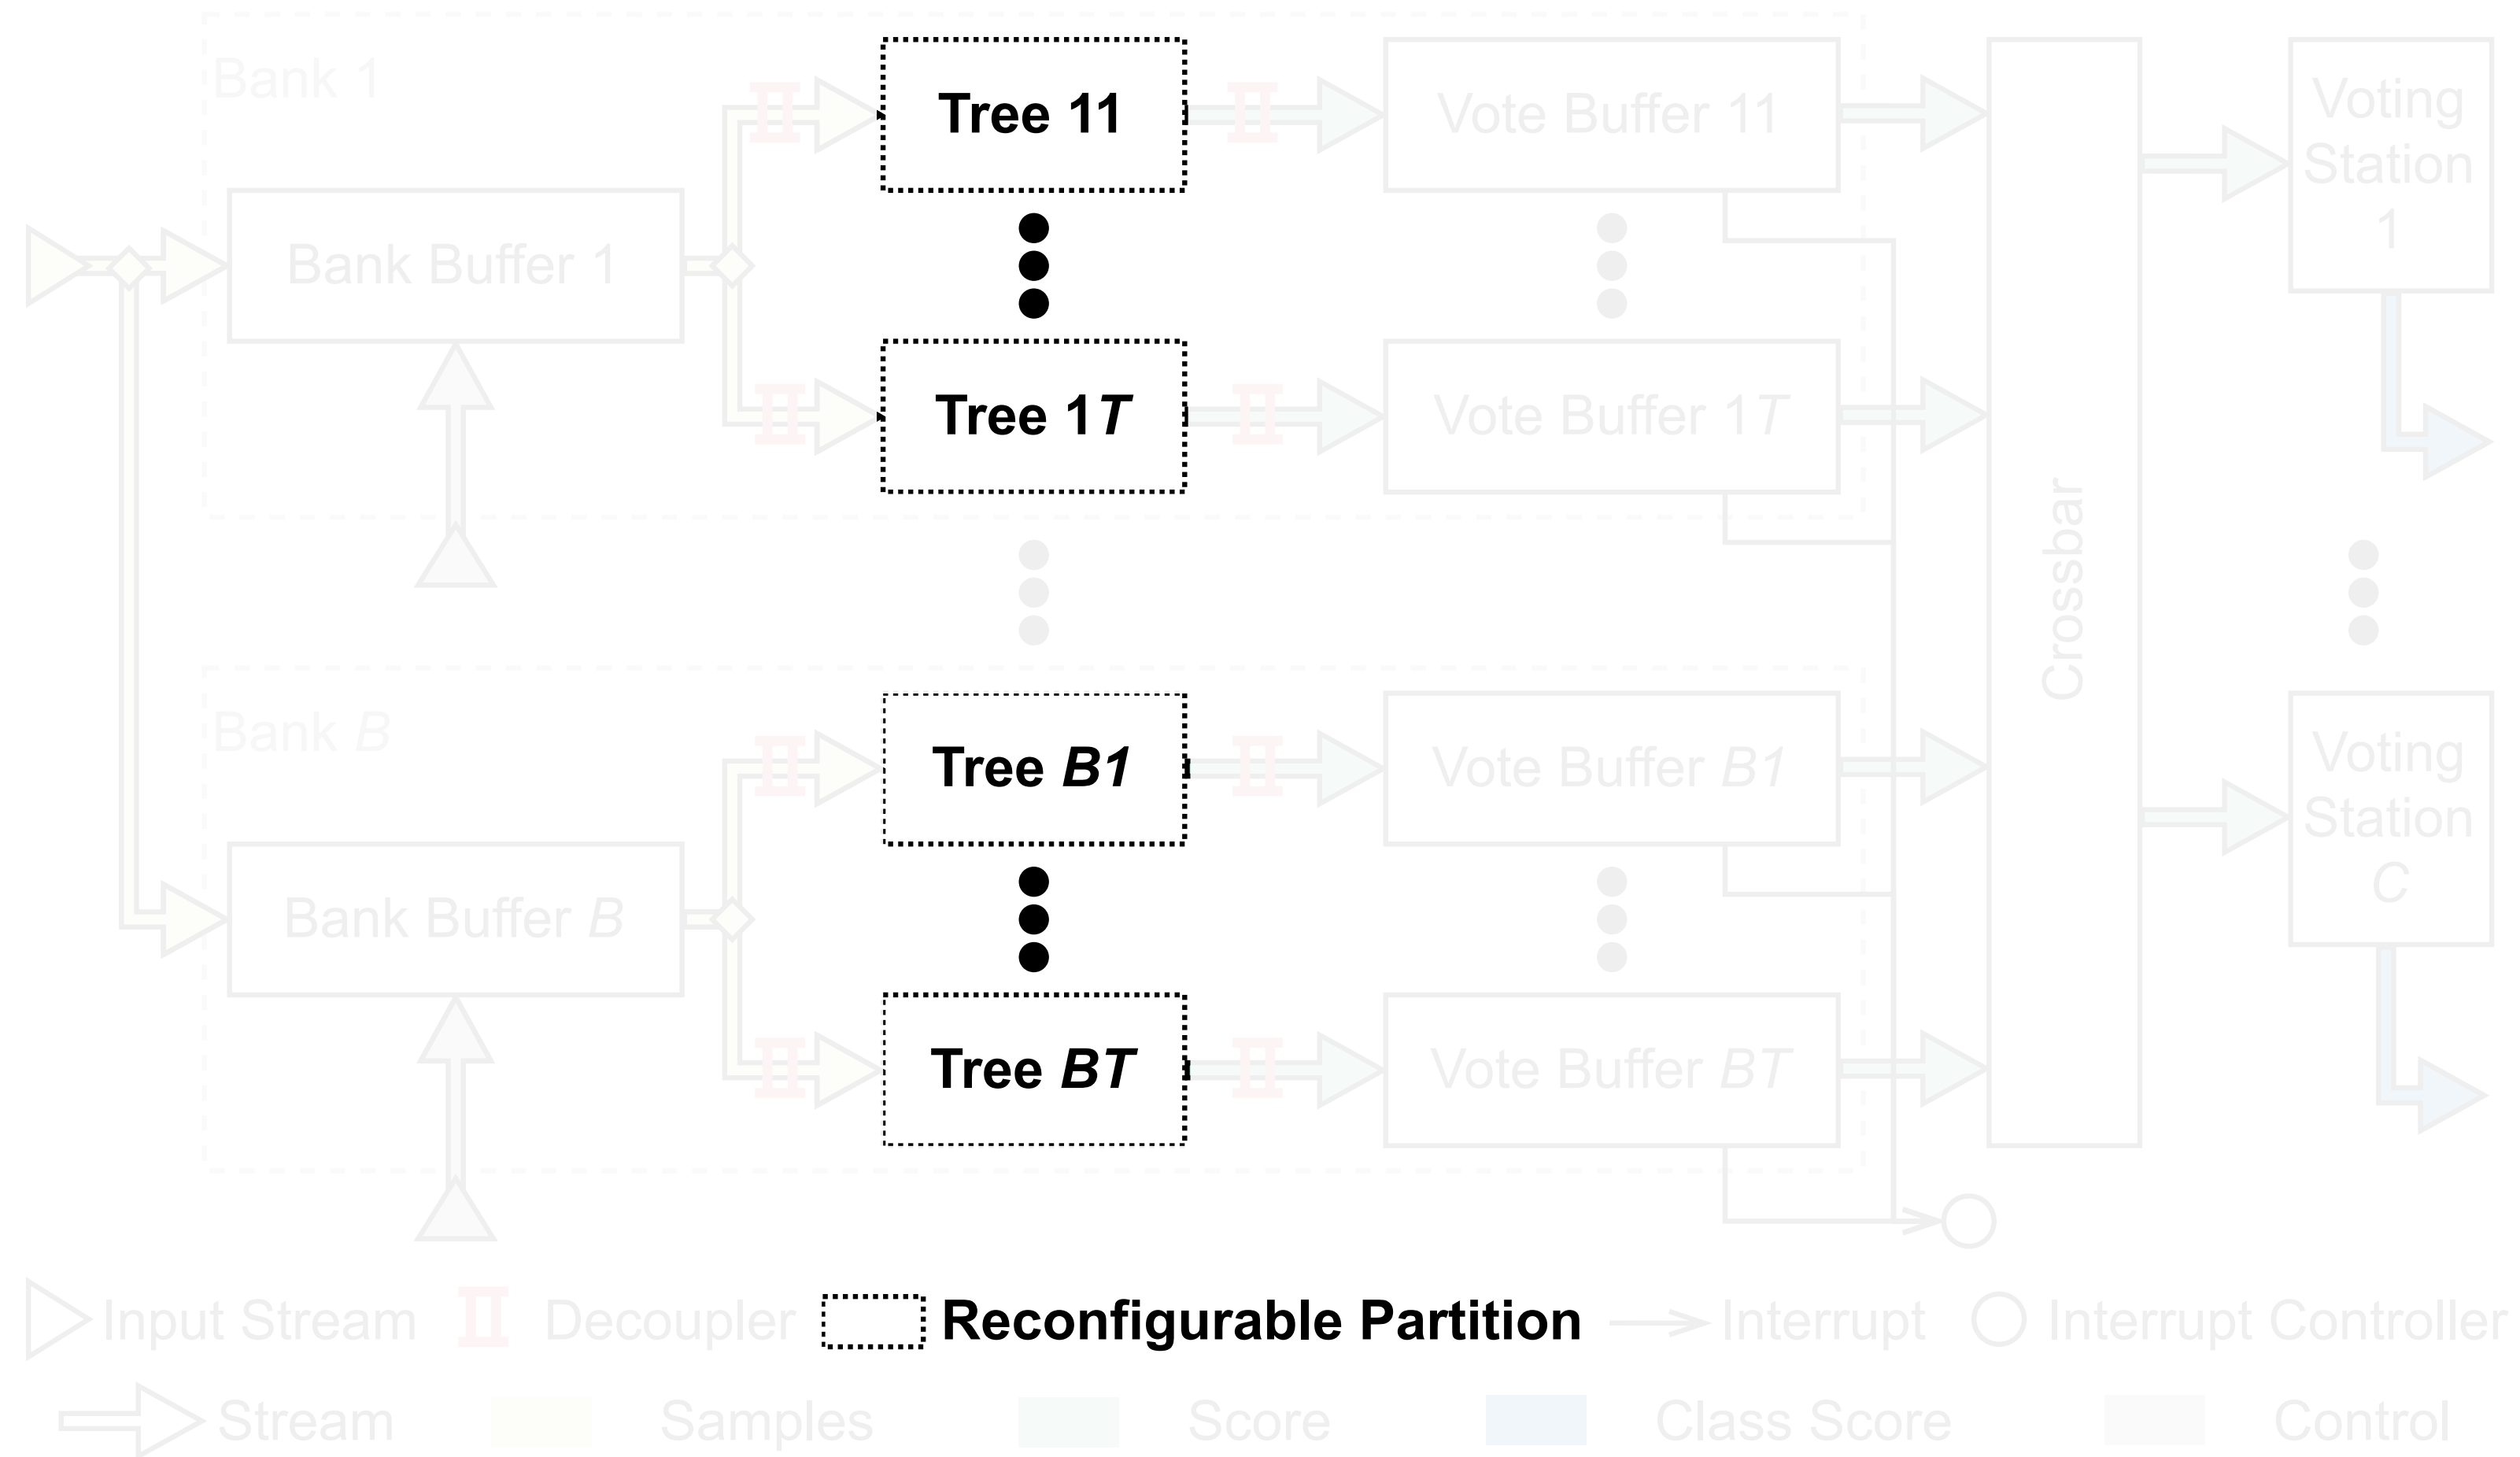 Bank 1
Tree 11
Vote Buffer 11
Voting
Station
1
Bank Buffer 1
Tree 1T
Vote Buffer 1T
Crossbar
Bank B
Tree B1
Vote Buffer B1
Voting
Station
C
Bank Buffer B
Tree BT
Vote Buffer BT
Input Stream Decoupler Reconfigurable Partition Interrupt Interrupt Controller
Stream Samples Score Class Score Control